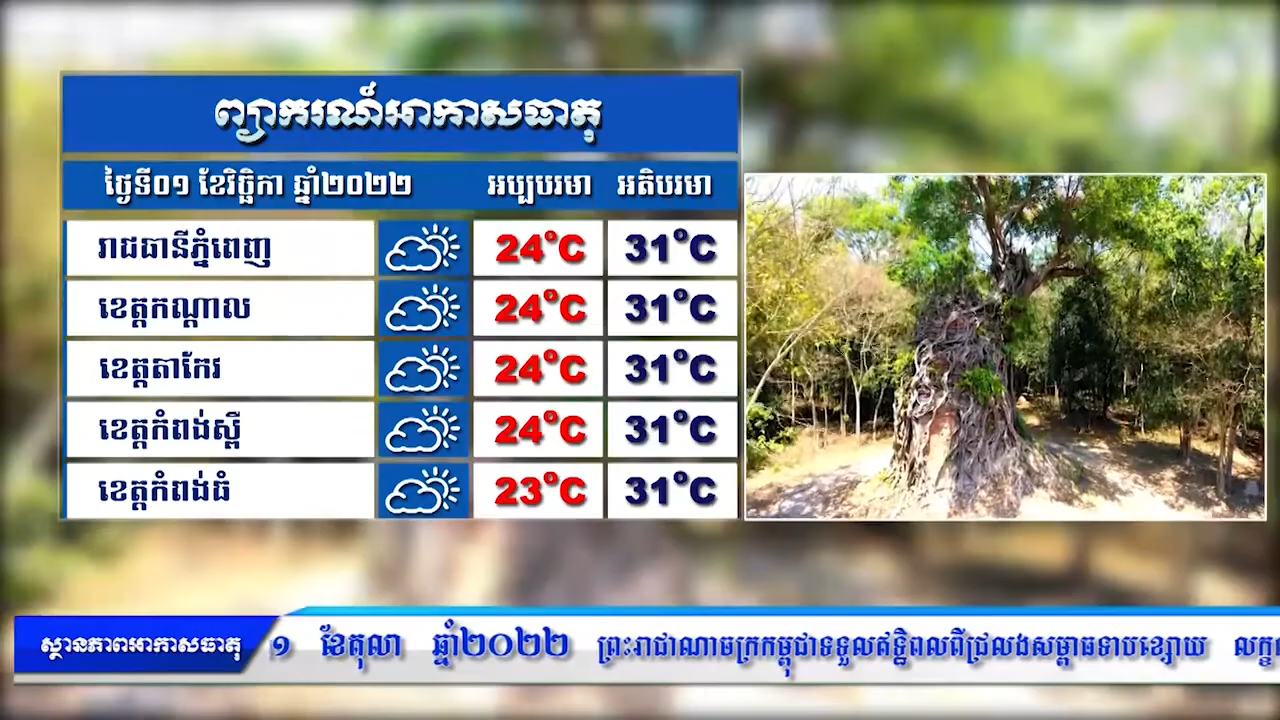 ព្យាករណ៍អាកាសធាតុ
ថ្ងៃទី០១ ខែវិច្ឆិកា ឆ្នាំ២០២២ អប្បបរមា អតិបរមា
រាជធានីភ្នំពេញ 24°C 31°C
ខេត្តកណ្តាល 24°C 31°C
ខេត្តតាកែវ 24°C 31°C
ខេត្តកំពង់ស្ពឺ 24°C 31°C
ខេត្តកំពង់ធំ 23°C 31°C
ស្ថានភាពអាកាសធាតុ ១ ខែតុលា ឆ្នាំ២០២២ ព្រះរាជាណាចក្រកម្ពុជាទទួលឥទ្ធិពលពីជ្រលងសម្ពាធទាបខ្សោយ